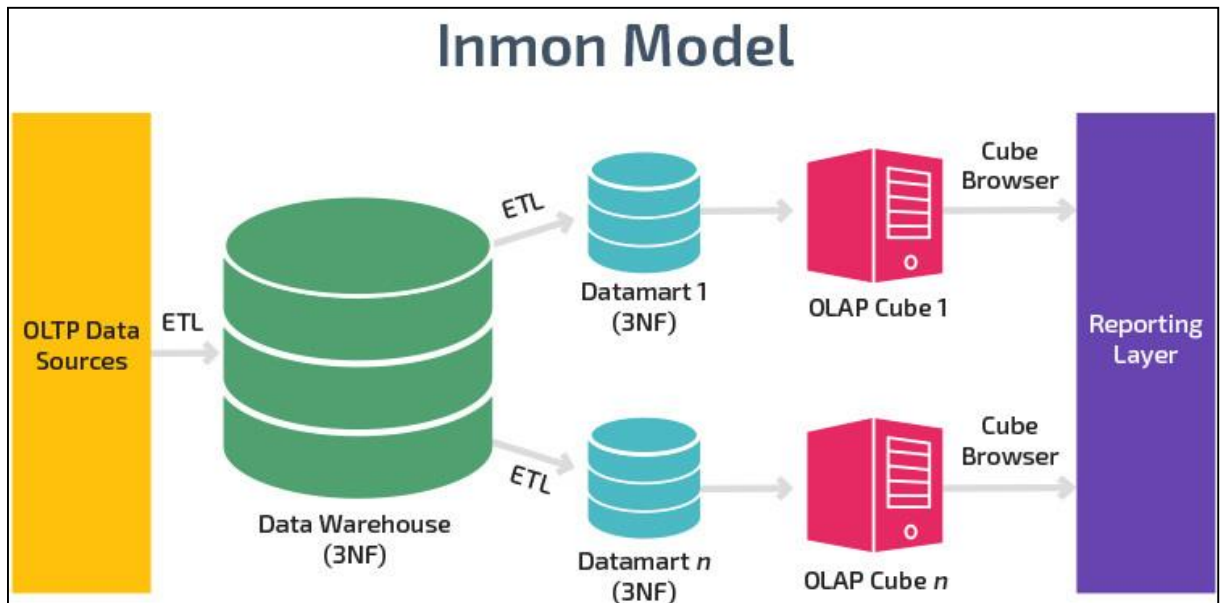 Inmon Model
OLTP Data
Sources
ETL
Data Warehouse
(3NF)
ETL
Datamart 1
(3NF)
OLAP Cube 1
Cube
Browser
ETL
Datamart n
(3NF)
OLAP Cube n
Cube
Browser
Reporting
Layer